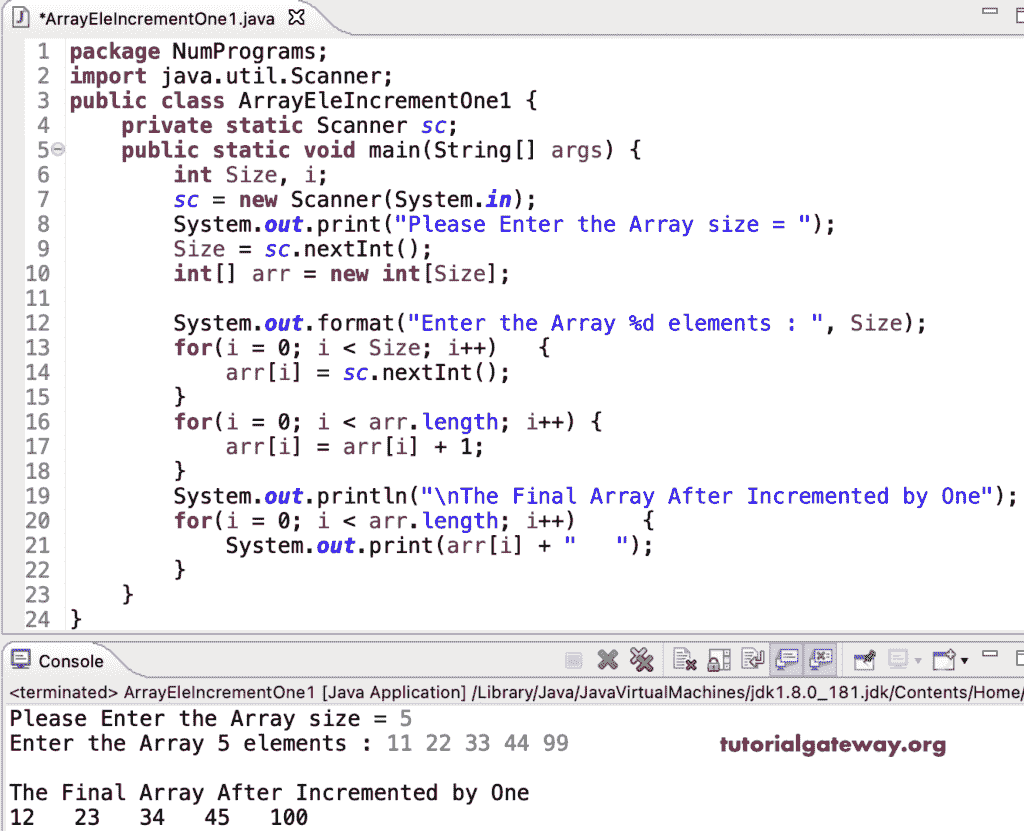 *ArrayEleIncrementOne1.java
1 package NumPrograms;
2 import java.util.Scanner;
3 public class ArrayEleIncrementOne1 {
4     private static Scanner sc;
5     public static void main(String[] args) {
6         int Size, i;
7         sc = new Scanner(System.in);
8         System.out.print("Please Enter the Array size = ");
9         Size = sc.nextInt();
10         int[] arr = new int[Size];
11
12         System.out.format("Enter the Array %d elements : ", Size);
13         for(i = 0; i < Size; i++)   {
14             arr[i] = sc.nextInt();
15         }
16         for(i = 0; i < arr.length; i++) {
17             arr[i] = arr[i] + 1;
18         }
19         System.out.println("\nThe Final Array After Incremented by One");
20         for(i = 0; i < arr.length; i++)     {
21             System.out.print(arr[i] + "   ");
22         }
23     }
24 }
Console
<terminated> ArrayEleIncrementOne1 [Java Application] /Library/Java/JavaVirtualMachines/jdk1.8.0_181.jdk/Contents/Home/
Please Enter the Array size = 5
Enter the Array 5 elements : 11 22 33 44 99
tutorialgateway.org
The Final Array After Incremented by One
12   23   34   45   100